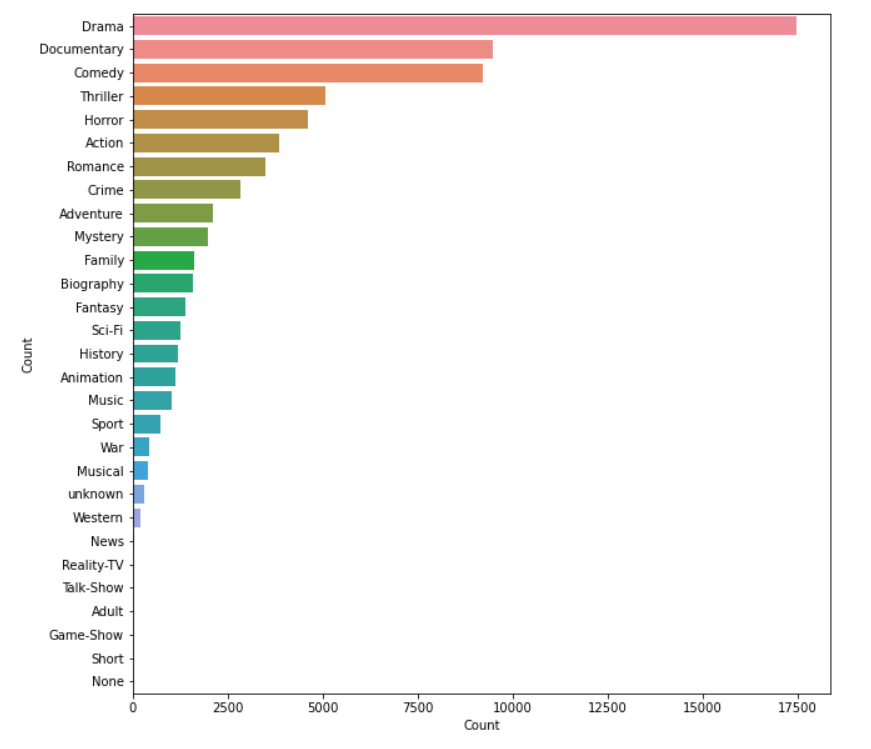 Drama
Documentary
Comedy
Thriller
Horror
Action
Romance
Crime
Adventure
Mystery
Family
Biography
Fantasy
Sci-Fi
History
Animation
Music
Sport
War
Musical
unknown
Western
News
Reality-TV
Talk-Show
Adult
Game-Show
Short
None
Count
0 2500 5000 7500 10000 12500 15000 17500
Count